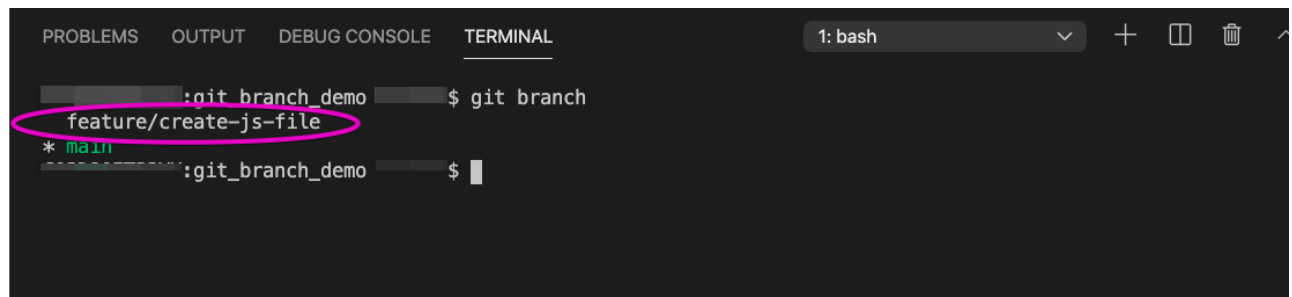 PROBLEMS OUTPUT DEBUG CONSOLE TERMINAL 1: bash
:git_branch_demo $ git branch
feature/create-js-file
* main
:git_branch_demo $